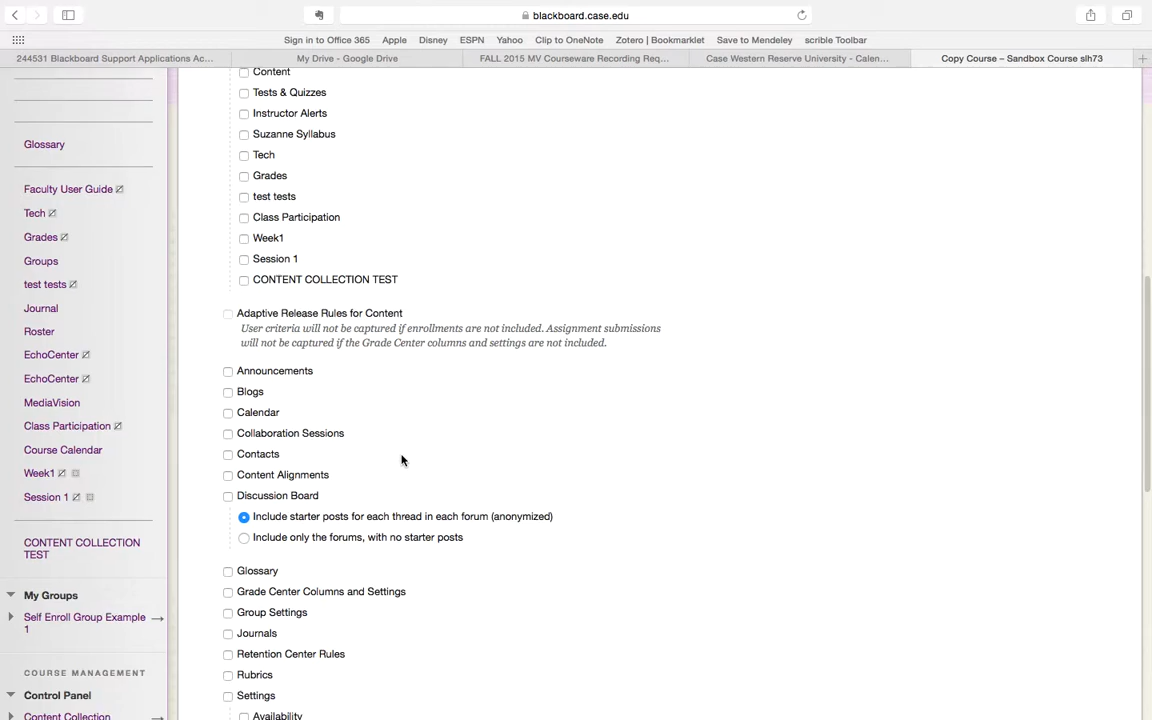 blackboard.case.edu
Sign in to Office 365 Apple Disney ESPN Yahoo Clip to OneNote Zotero | Bookmarklet Save to Mendeley scrible Toolbar
244531 Blackboard Support Applications Ac... My Drive - Google Drive FALL 2015 MV Courseware Recording Req... Case Western Reserve University - Calen... Copy Course – Sandbox Course slh73
Glossary
Faculty User Guide
Tech
Grades
Groups
test tests
Journal
Roster
EchoCenter
EchoCenter
MediaVision
Class Participation
Course Calendar
Week1
Session 1
CONTENT COLLECTION
TEST
My Groups
Self Enroll Group Example
1
COURSE MANAGEMENT
Control Panel
Content Collection
Content
Tests & Quizzes
Instructor Alerts
Suzanne Syllabus
Tech
Grades
test tests
Class Participation
Week1
Session 1
CONTENT COLLECTION TEST
Adaptive Release Rules for Content
User criteria will not be captured if enrollments are not included. Assignment submissions
will not be captured if the Grade Center columns and settings are not included.
Announcements
Blogs
Calendar
Collaboration Sessions
Contacts
Content Alignments
Discussion Board
Include starter posts for each thread in each forum (anonymized)
Include only the forums, with no starter posts
Glossary
Grade Center Columns and Settings
Group Settings
Journals
Retention Center Rules
Rubrics
Settings
Availability